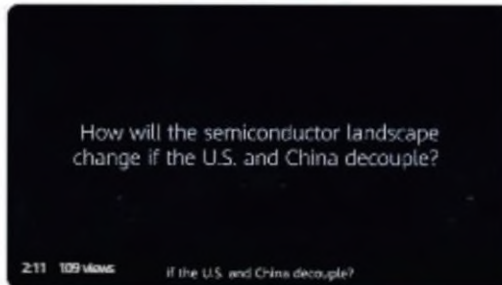 How will the semiconductor landscape
change if the U.S. and China decouple?
2:11 109 views
if the U.S. and China decouple?